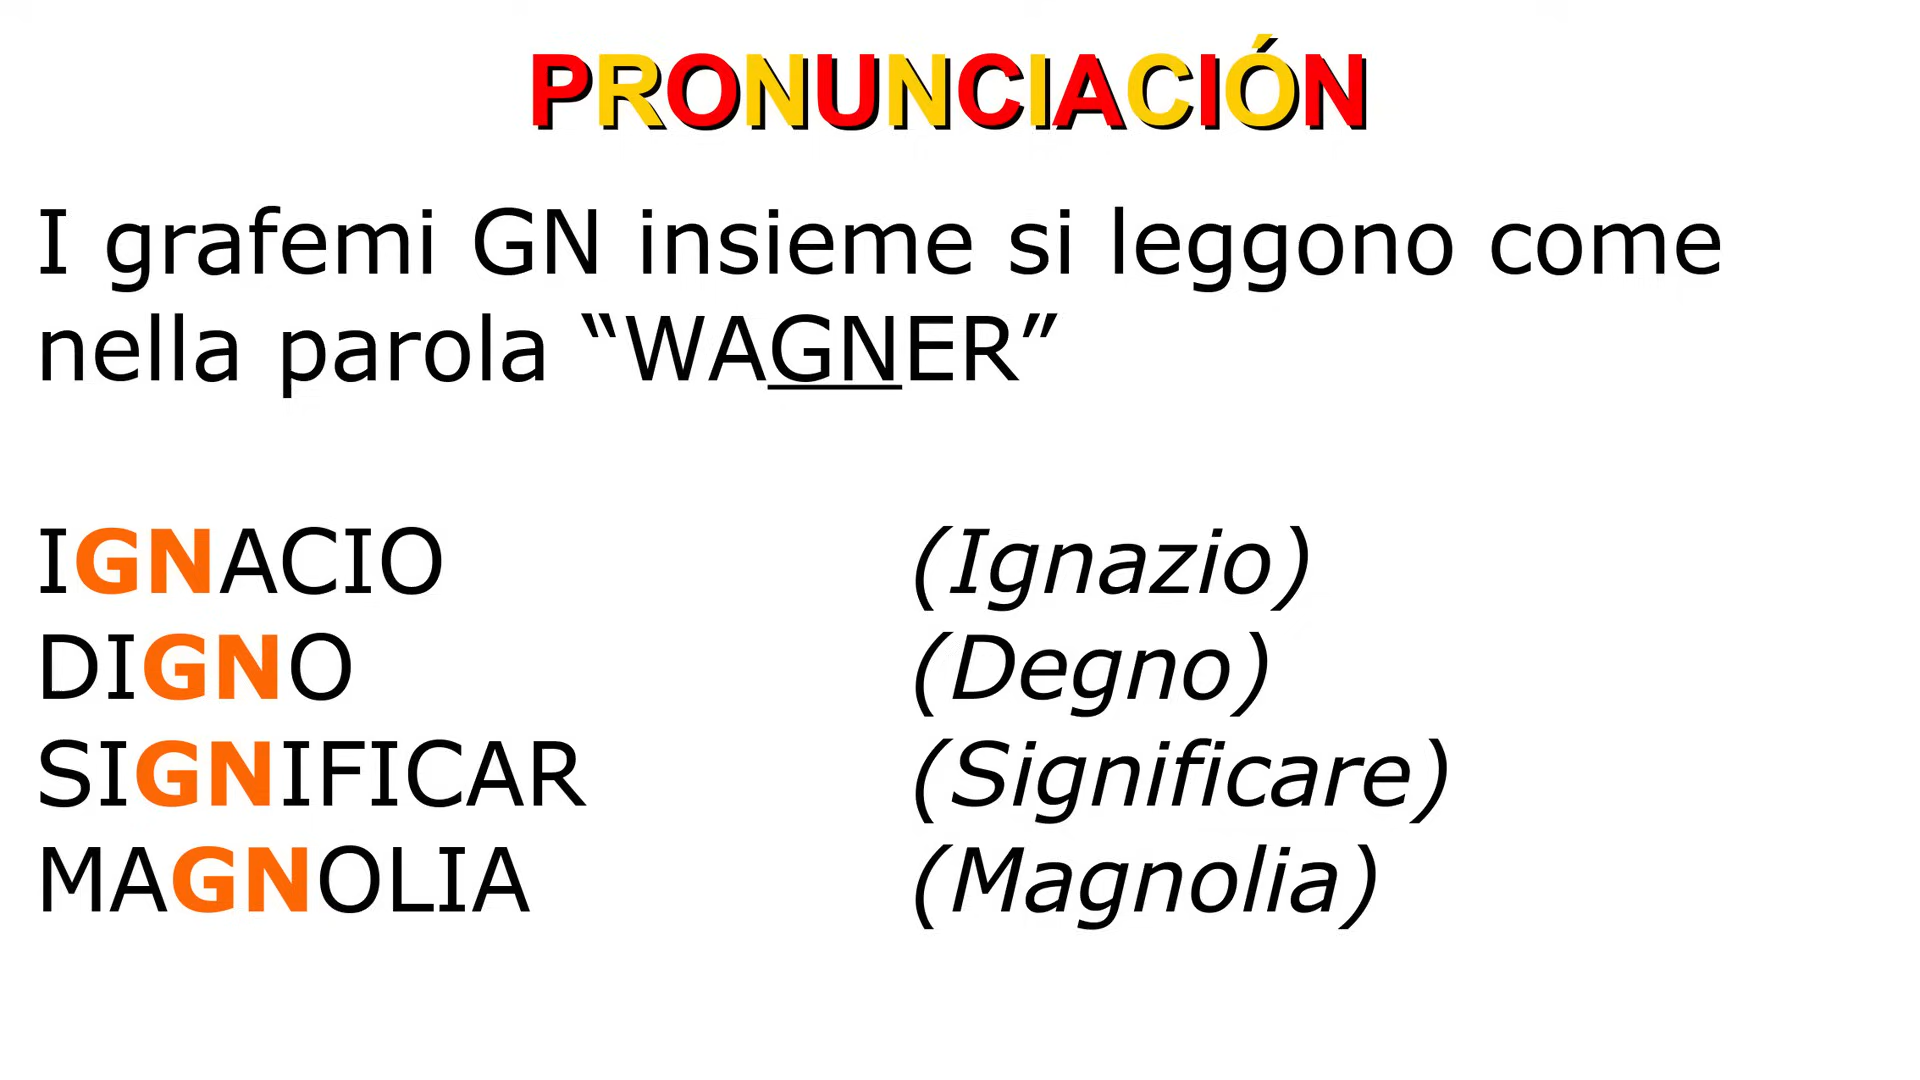 PRONUNCIACIÓN
I grafemi GN insieme si leggono come
nella parola “WAGNER”
IGNACIO (Ignazio)
DIGNO (Degno)
SIGNIFICAR (Significare)
MAGNOLIA (Magnolia)